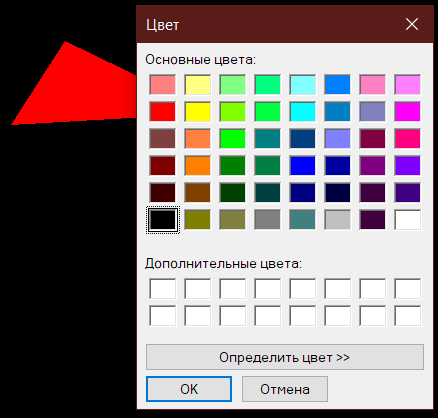 Цвет
Основные цвета:
Дополнительные цвета:
Определить цвет >>
OK
Отмена